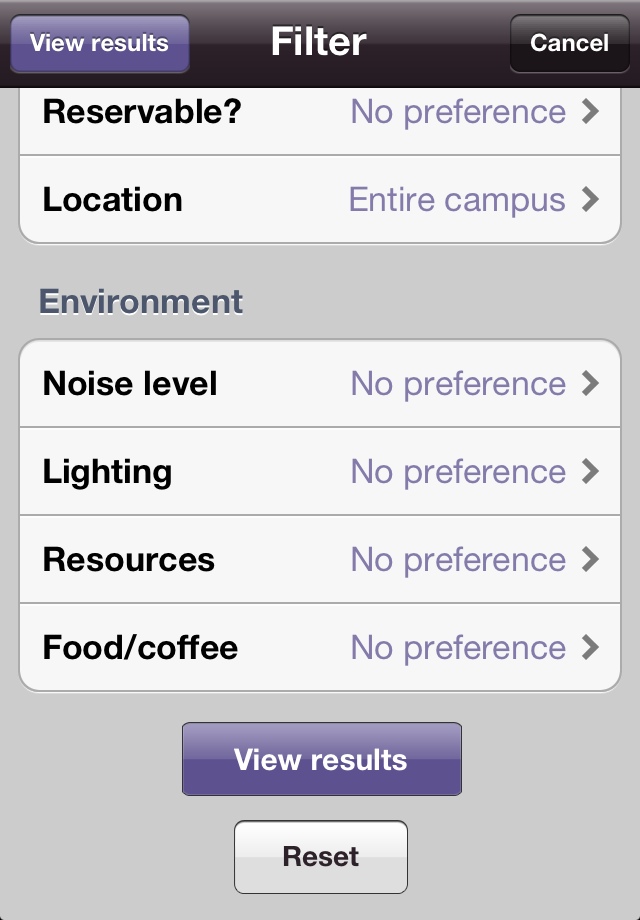 View results Filter Cancel
Reservable? No preference
Location Entire campus
Environment
Noise level No preference
Lighting No preference
Resources No preference
Food/coffee No preference
View results
Reset